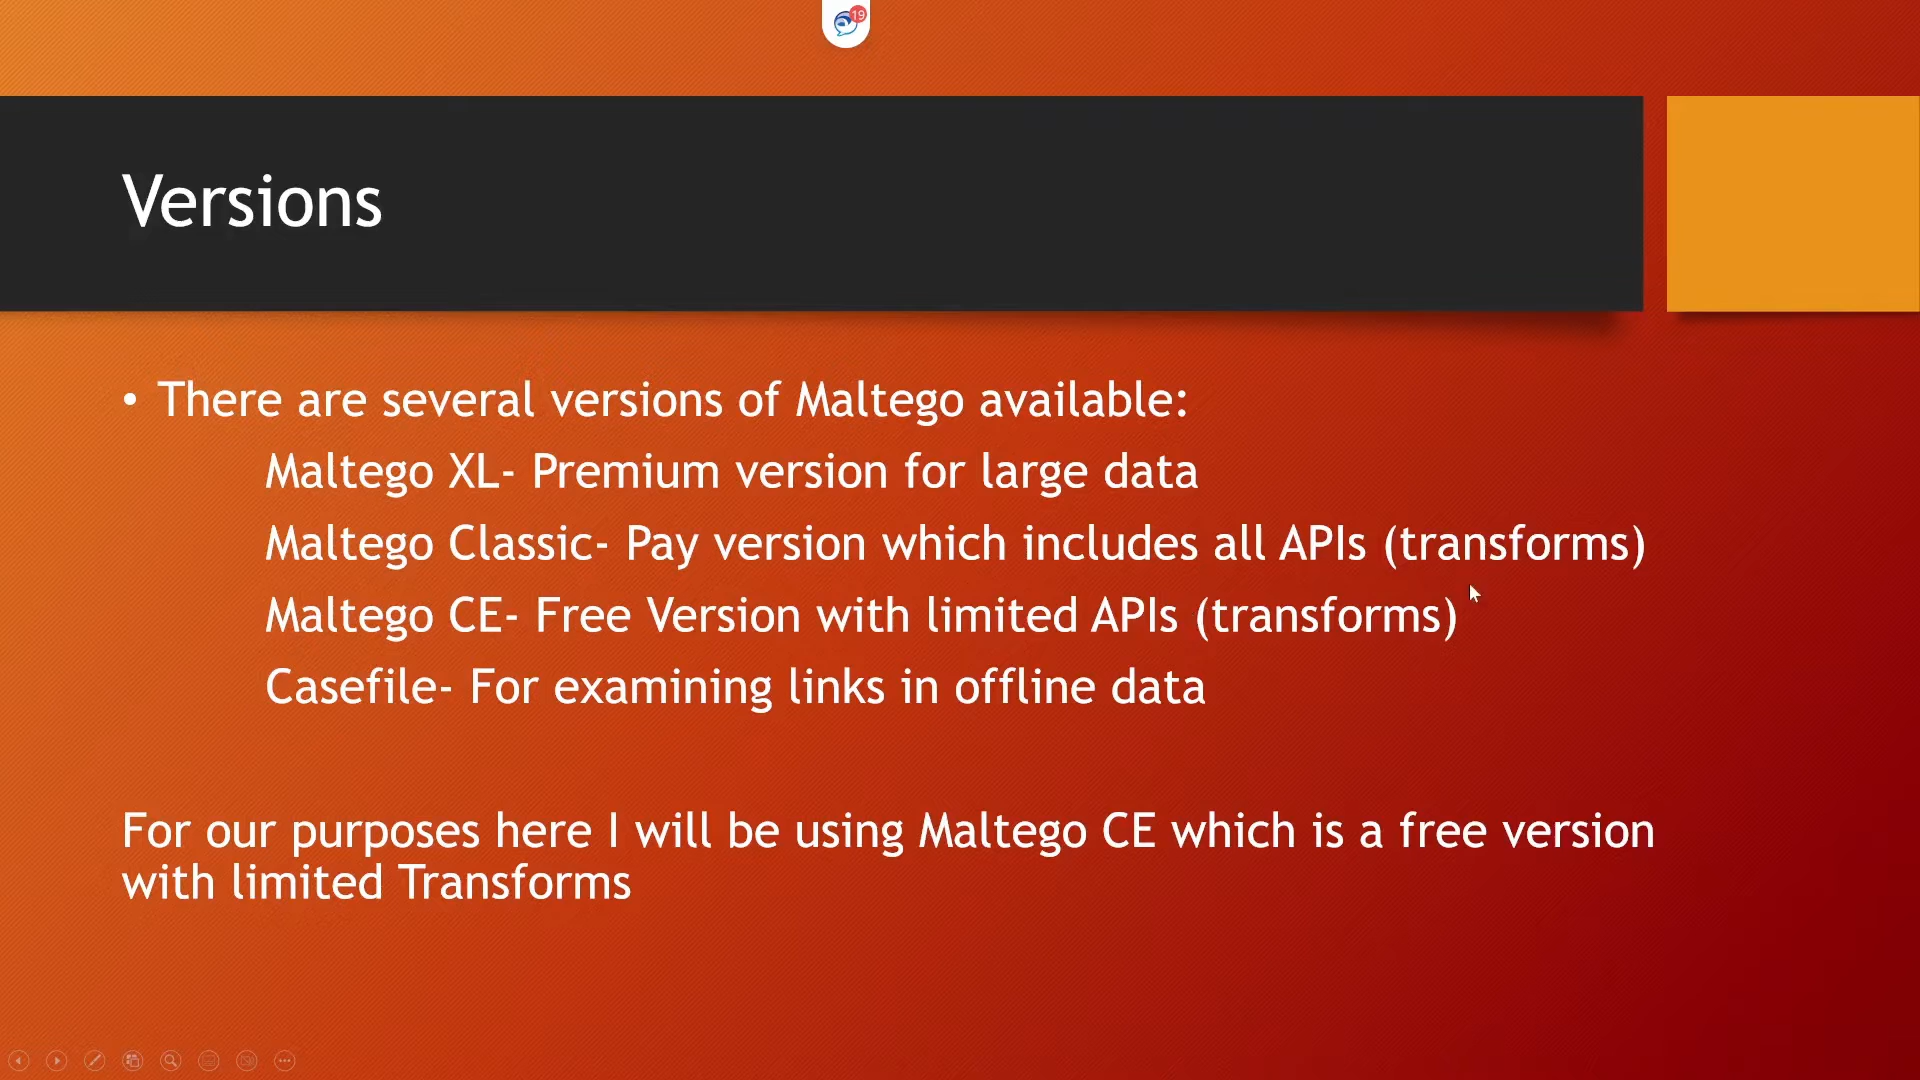 19
Versions
• There are several versions of Maltego available:
Maltego XL- Premium version for large data
Maltego Classic- Pay version which includes all APIs (transforms)
Maltego CE- Free Version with limited APIs (transforms)
Casefile- For examining links in offline data
For our purposes here I will be using Maltego CE which is a free version
with limited Transforms